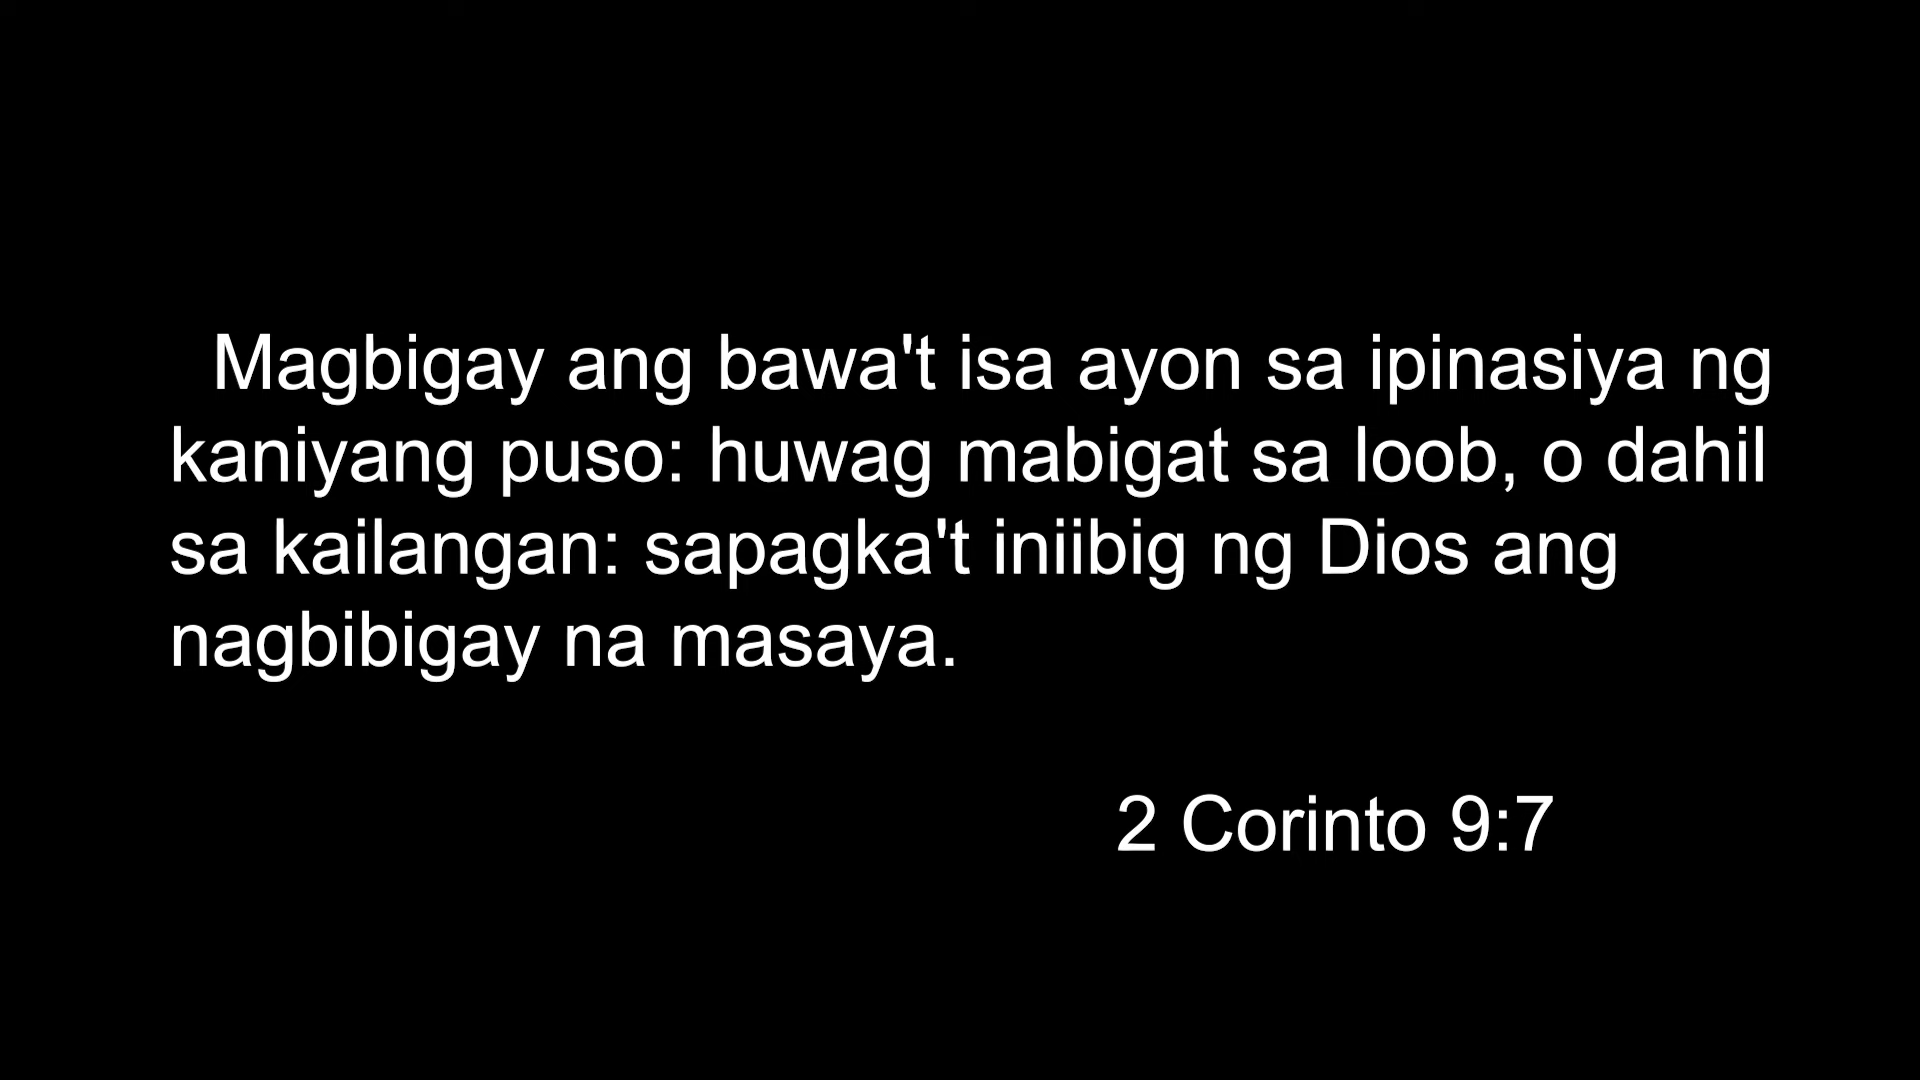 Magbigay ang bawa't isa ayon sa ipinasiya ng
kaniyang puso: huwag mabigat sa loob, o dahil
sa kailangan: sapagka't iniibig ng Dios ang
nagbibigay na masaya.
2 Corinto 9:7